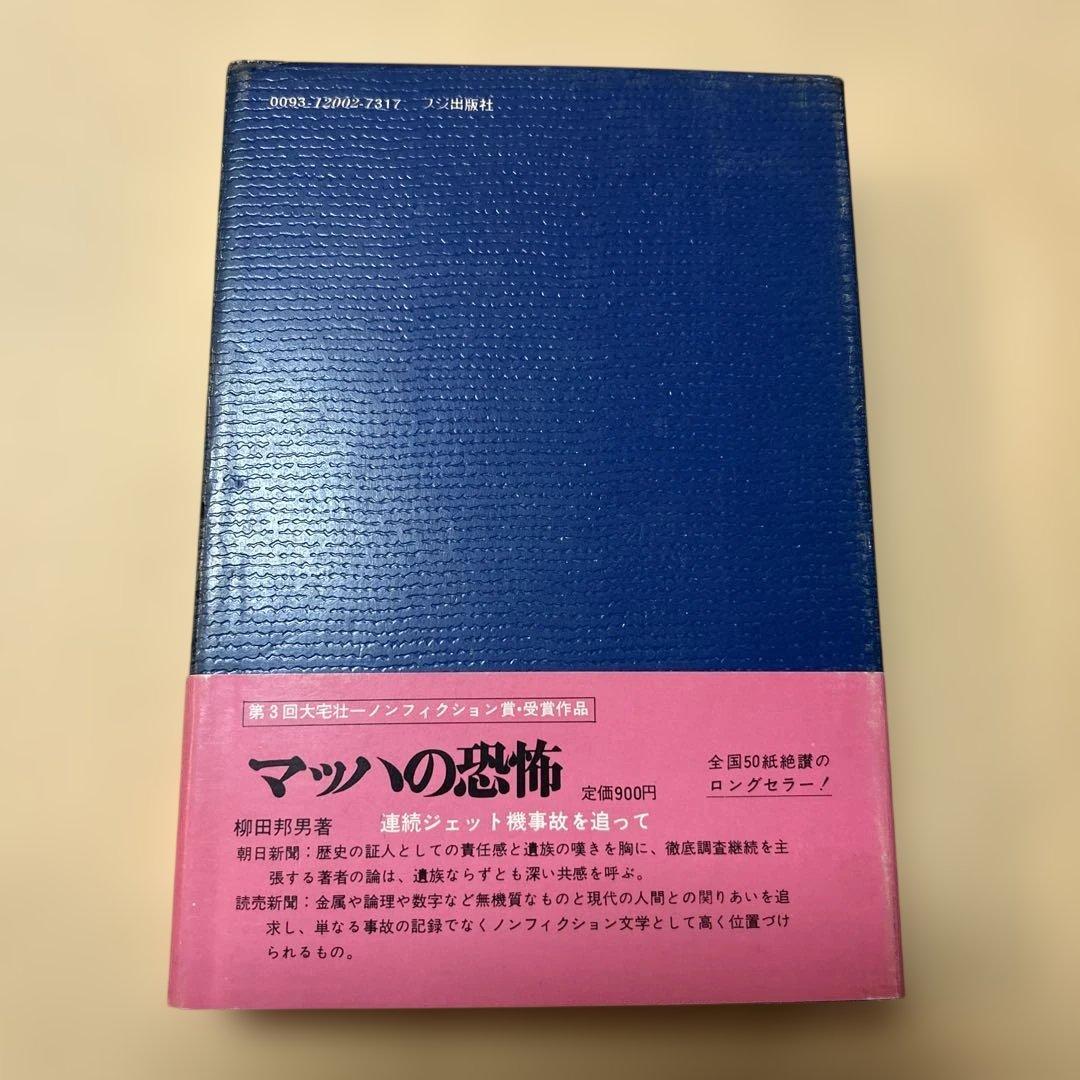 0093-12002-7317 フジ出版社
第3回大宅壮一ノンフィクション賞・受賞作品
マッハの恐怖 定価900円
全国50紙絶讃の
ロングセラー!
柳田邦男著 連続ジェット機事故を追って
朝日新聞：歴史の証人としての責任感と遺族の嘆きを胸に、徹底調査継続を主
張する著者の論は、遺族ならずとも深い共感を呼ぶ。
読売新聞：金属や論理や数字など無機質なものと現代の人間との関りあいを追
求し、単なる事故の記録でなくノンフィクション文学として高く位置づけ
られるもの。